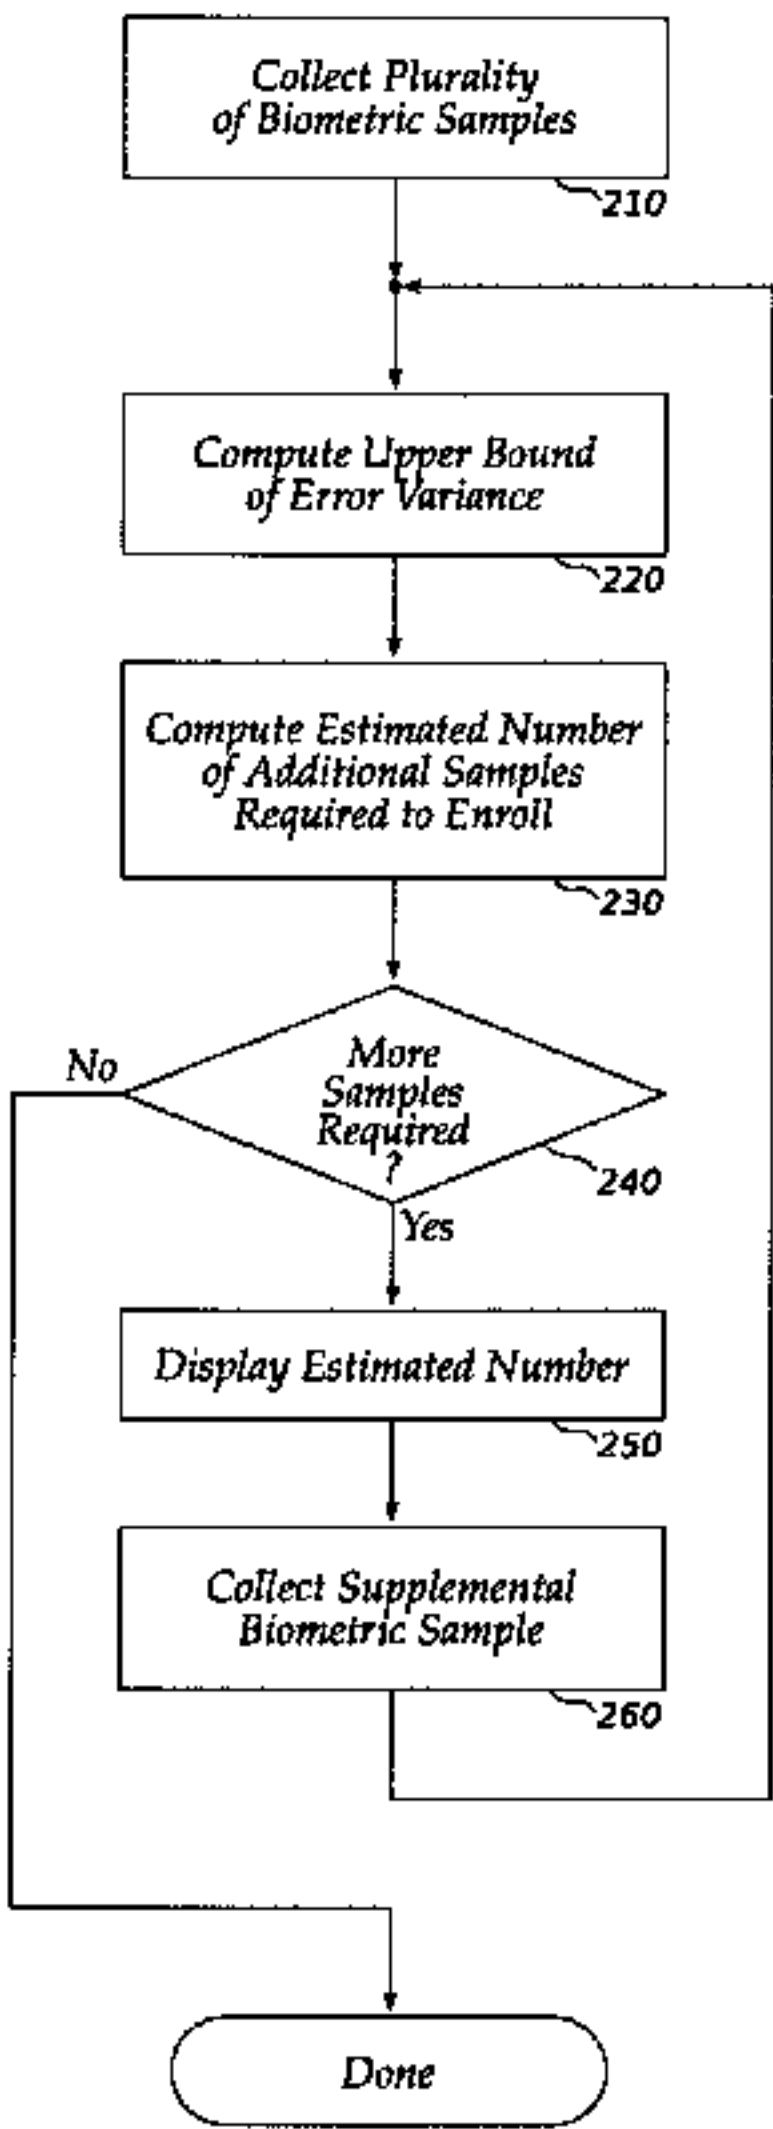 Collect Plurality
of Biometric Samples
210
Compute Upper Bound
of Error Variance
220
Compute Estimated Number
of Additional Samples
Required to Enroll
230
No
More
Samples
Required
?
240
Yes
Display Estimated Number
250
Collect Supplemental
Biometric Sample
260
Done